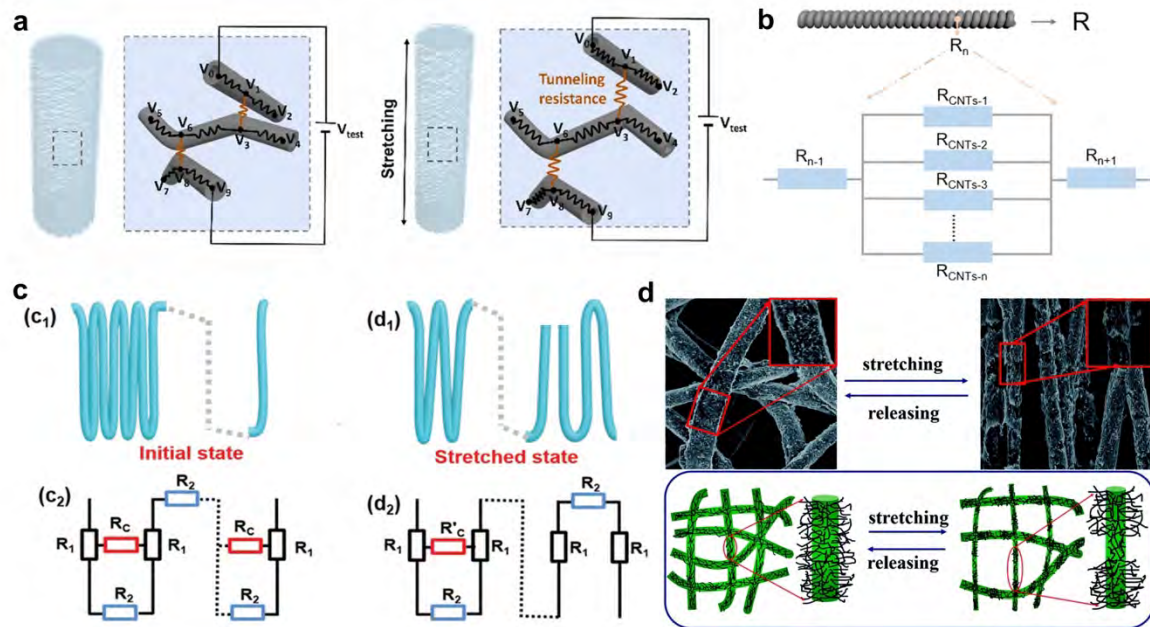 a
V0
V1
V2
V5
V6
V3
V4
V7
V8
V9
Vtest
Stretching
Tunneling
resistance
V0
V1
V2
V5
V6
V3
V4
V7
V8
V9
Vtest
b
R
Rn
RCNTs-1
RCNTs-2
RCNTs-3
RCNTs-n
Rn-1
Rn+1
c
(c1)
Initial state
(d1)
Stretched state
(c2)
R2
R1
RC
R1
RC
R1
R2
R2
(d2)
R1
R'C
R1
R2
R2
R1
R1
d
stretching
releasing
stretching
releasing